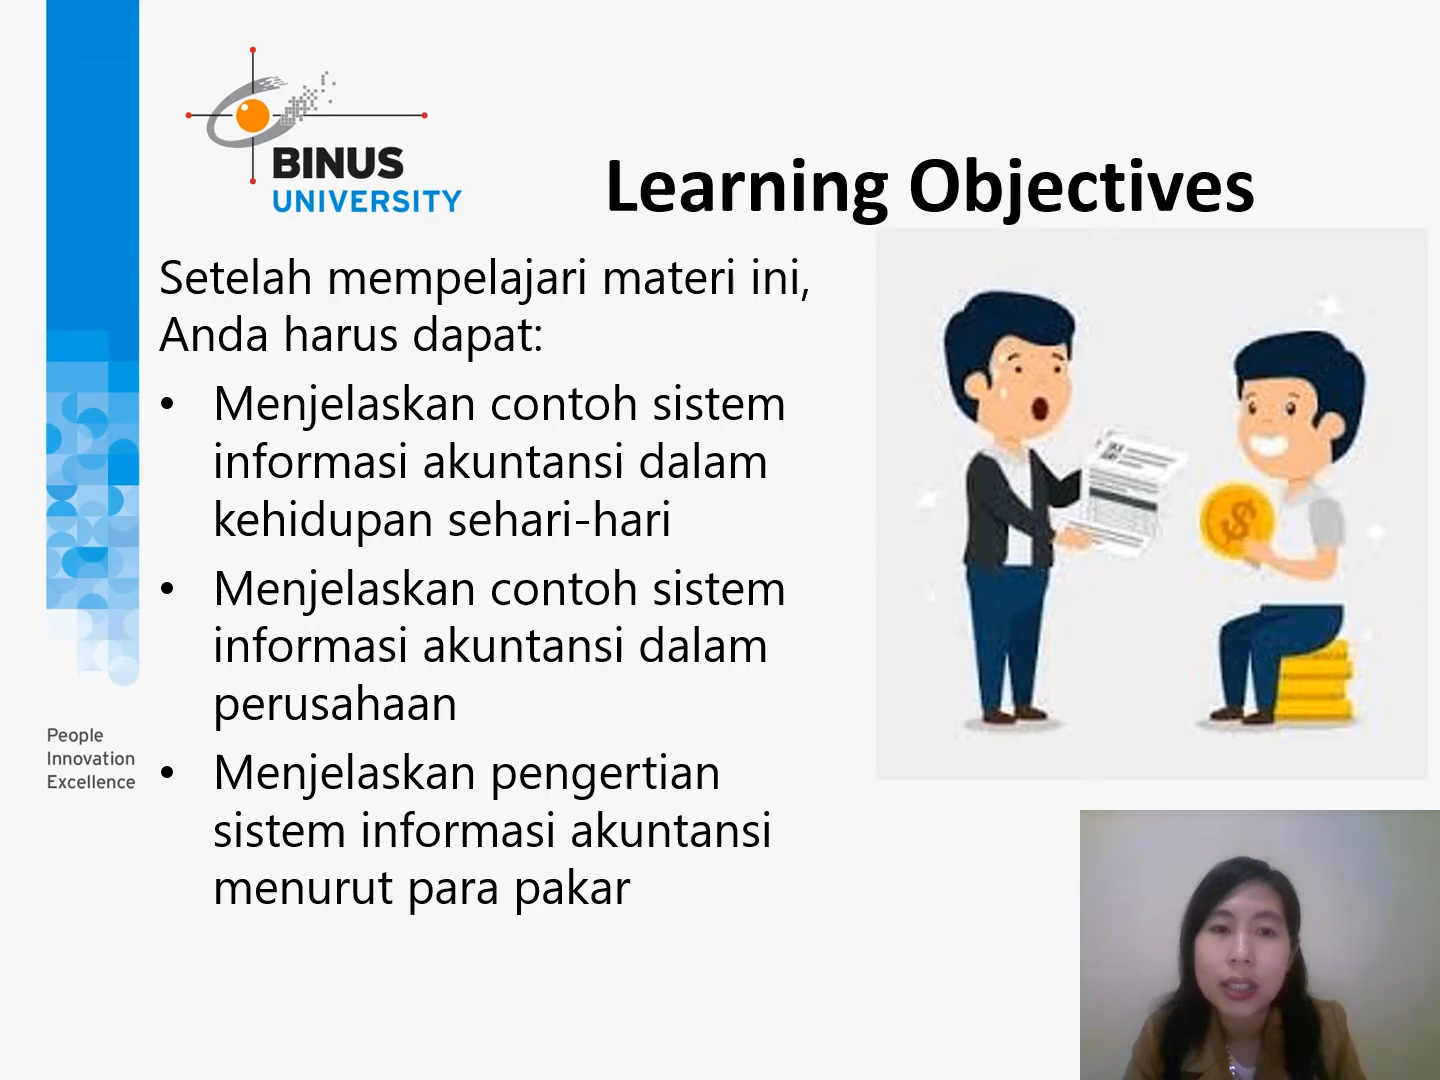 BINUS
UNIVERSITY
Learning Objectives
Setelah mempelajari materi ini,
Anda harus dapat:
• Menjelaskan contoh sistem
informasi akuntansi dalam
kehidupan sehari-hari
• Menjelaskan contoh sistem
informasi akuntansi dalam
perusahaan
• Menjelaskan pengertian
sistem informasi akuntansi
menurut para pakar
People
Innovation
Excellence
$